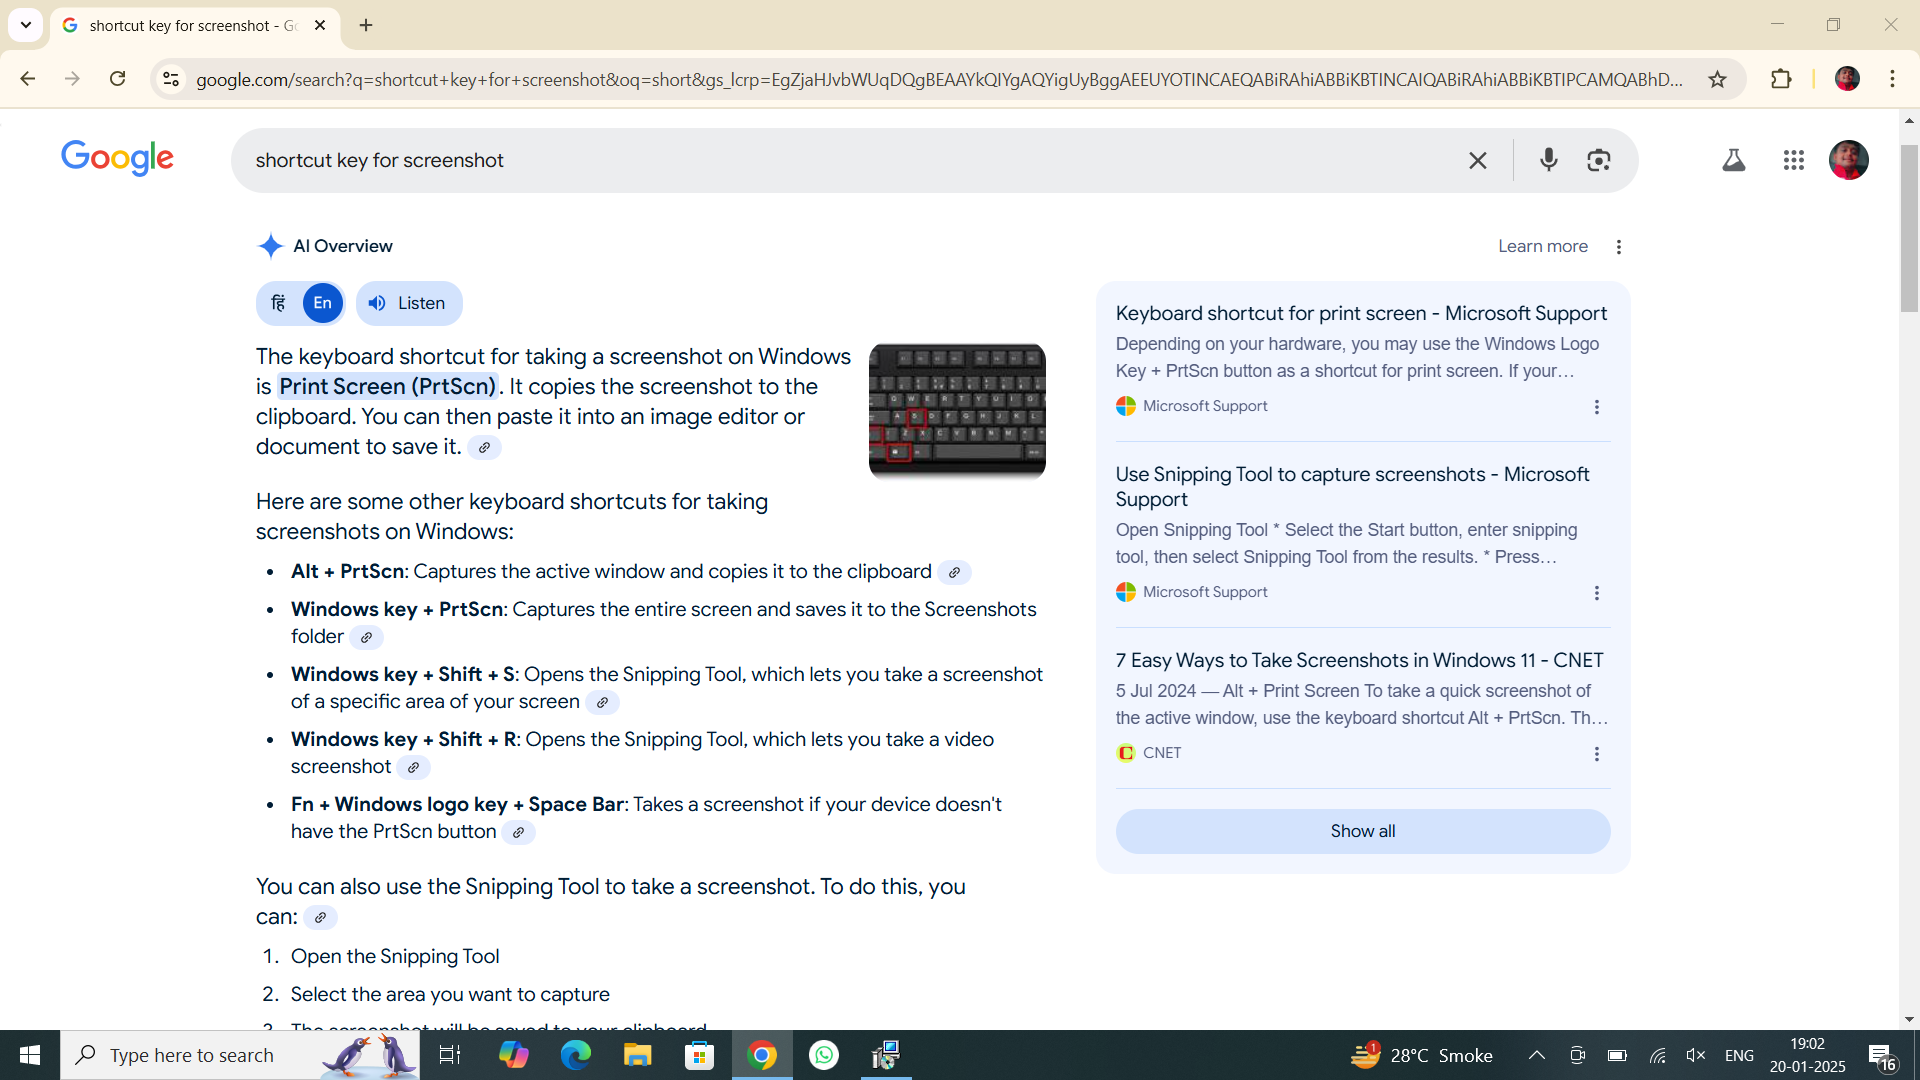 shortcut key for screenshot - Go
google.com/search?q=shortcut+key+for+screenshot&oq=short&gs_lcrp=EgZjaHJvbWUqDQgBEAAYkQIYgAQYigUyBggAEEUYOTINCAEQABiRAhiABBiKBTINCAIQABiRAhiABBiKBTIPCAMQABhD...
Google
shortcut key for screenshot
AI Overview
Learn more
हिं
En
Listen
The keyboard shortcut for taking a screenshot on Windows
is Print Screen (PrtScn). It copies the screenshot to the
clipboard. You can then paste it into an image editor or
document to save it.
Here are some other keyboard shortcuts for taking
screenshots on Windows:
• Alt + PrtScn: Captures the active window and copies it to the clipboard
• Windows key + PrtScn: Captures the entire screen and saves it to the Screenshots
folder
• Windows key + Shift + S: Opens the Snipping Tool, which lets you take a screenshot
of a specific area of your screen
• Windows key + Shift + R: Opens the Snipping Tool, which lets you take a video
screenshot
• Fn + Windows logo key + Space Bar: Takes a screenshot if your device doesn't
have the PrtScn button
You can also use the Snipping Tool to take a screenshot. To do this, you
can:
1. Open the Snipping Tool
2. Select the area you want to capture
3. The screenshot will be saved to your clipboard
Keyboard shortcut for print screen - Microsoft Support
Depending on your hardware, you may use the Windows Logo
Key + PrtScn button as a shortcut for print screen. If your...
Microsoft Support
Use Snipping Tool to capture screenshots - Microsoft
Support
Open Snipping Tool * Select the Start button, enter snipping
tool, then select Snipping Tool from the results. * Press...
Microsoft Support
7 Easy Ways to Take Screenshots in Windows 11 - CNET
5 Jul 2024 — Alt + Print Screen To take a quick screenshot of
the active window, use the keyboard shortcut Alt + PrtScn. Th...
C CNET
Show all
Type here to search
1
28°C Smoke
ENG
19:02
20-01-2025
16